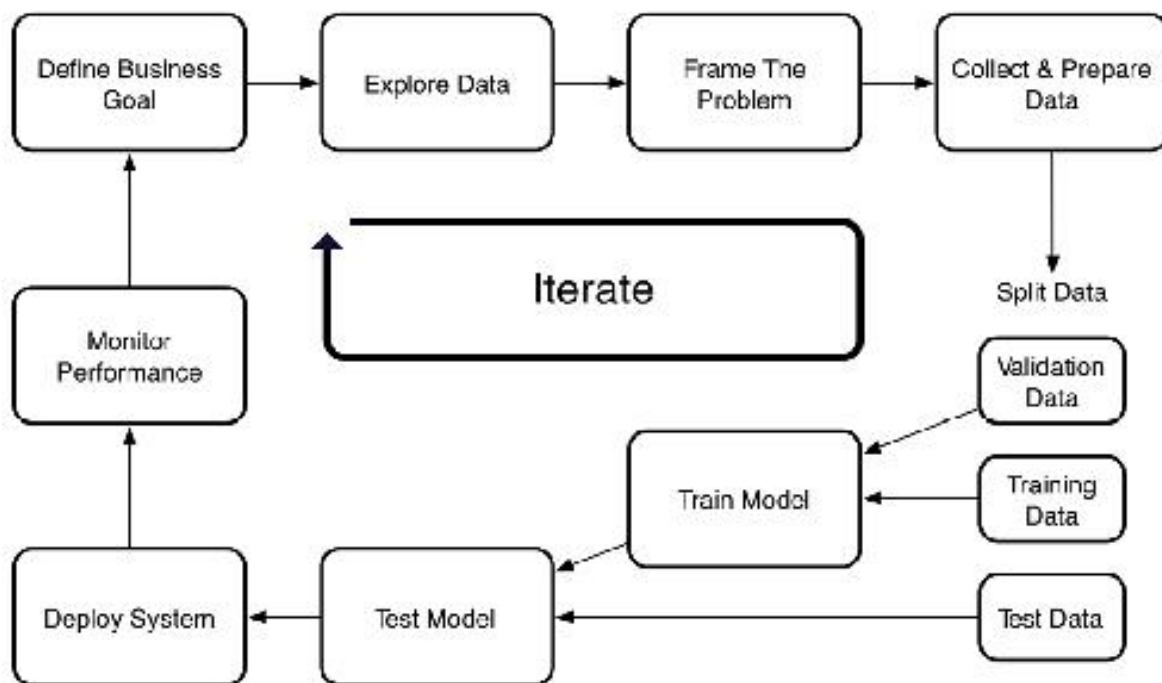 Define Business
Goal
Explore Data
Frame The
Problem
Collect & Prepare
Data
Iterate
Split Data
Monitor
Performance
Validation
Data
Train Model
Training
Data
Deploy System
Test Model
Test Data